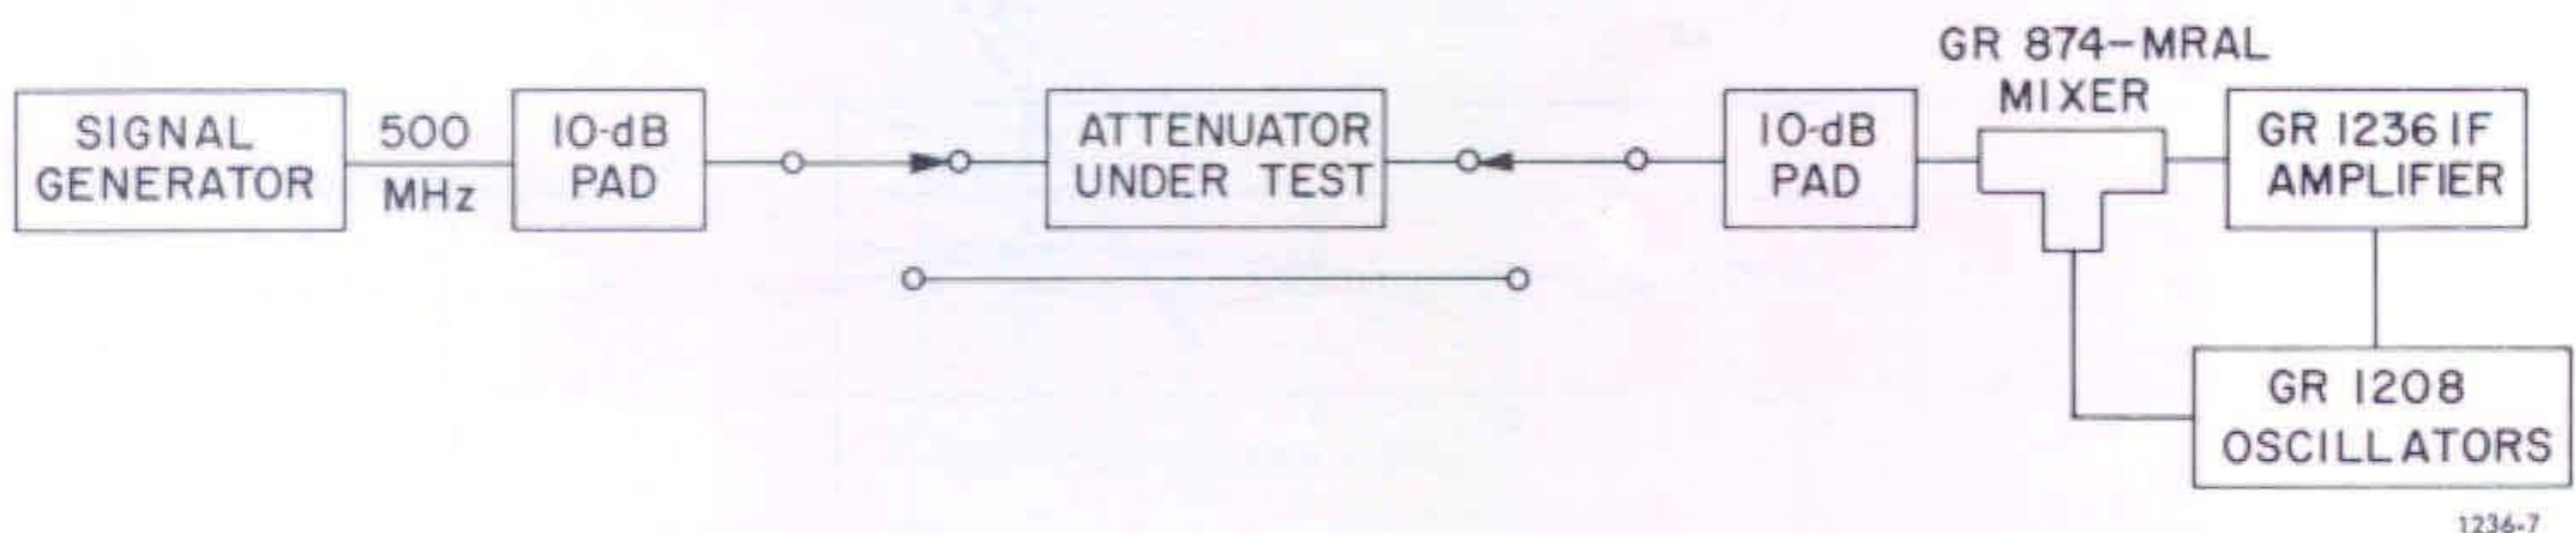 SIGNAL
GENERATOR
500
MHz
10-dB
PAD
ATTENUATOR
UNDER TEST
10-dB
PAD
GR 874-MRAL
MIXER
GR 1236 IF
AMPLIFIER
GR 1208
OSCILLATORS
1236-7